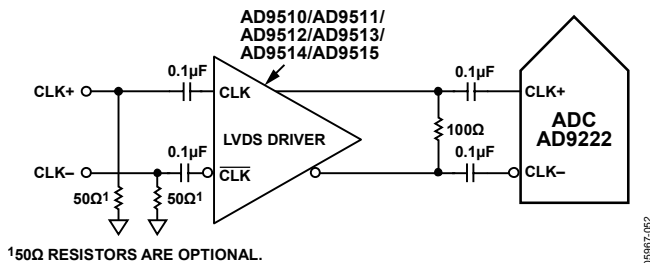 AD9510/AD9511/
AD9512/AD9513/
AD9514/AD9515
0.1µF
0.1µF
CLK+
CLK
CLK+
LVDS DRIVER
100Ω
ADC
AD9222
0.1µF
0.1µF
CLK–
CLK
CLK–
50Ω1
50Ω1
150Ω RESISTORS ARE OPTIONAL.
05967-052